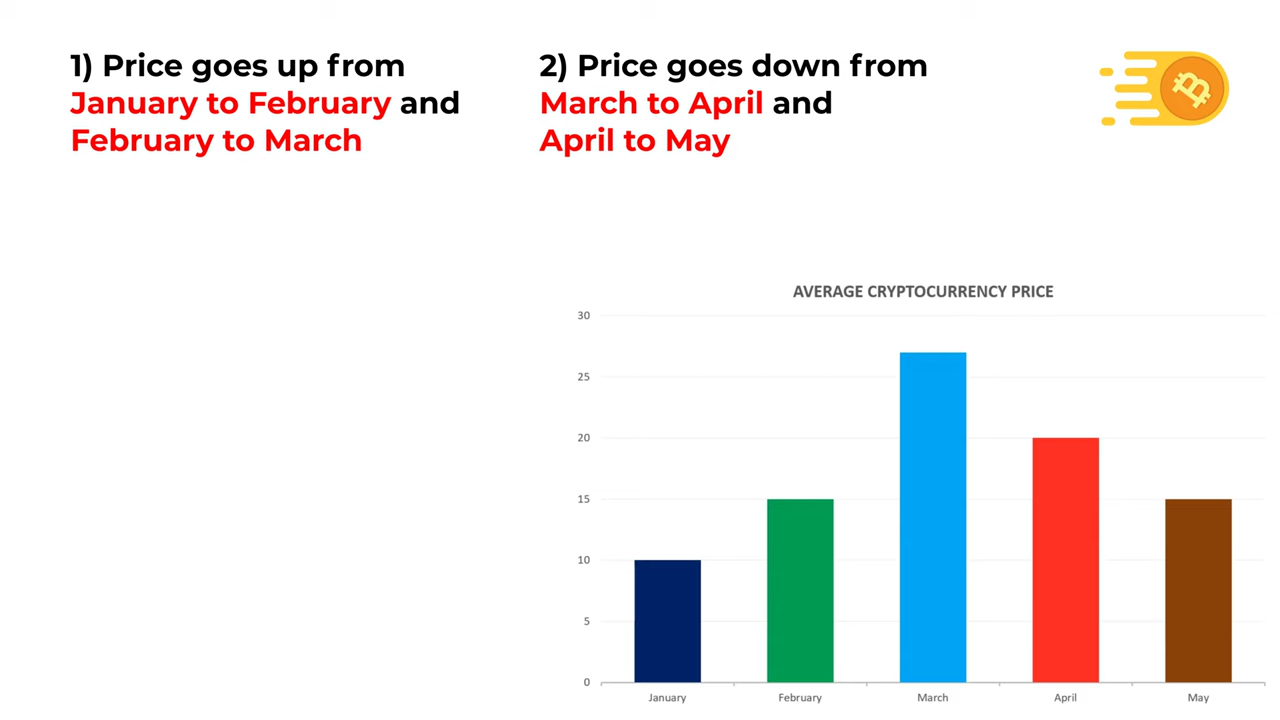 1) Price goes up from
January to February and
February to March
2) Price goes down from
March to April and
April to May
AVERAGE CRYPTOCURRENCY PRICE
30
25
20
15
10
5
0
January
February
March
April
May